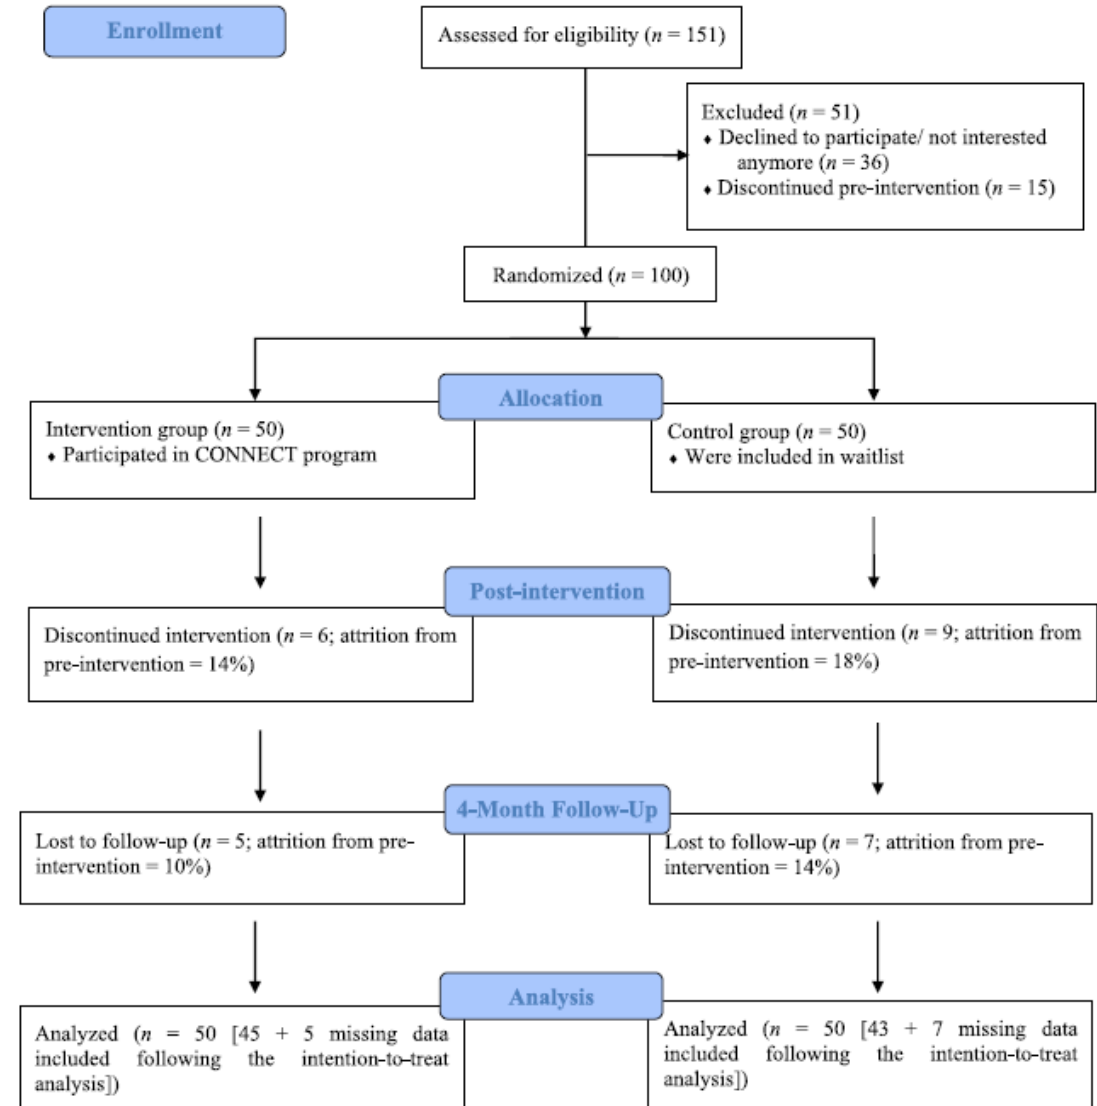 Enrollment
Assessed for eligibility (n = 151)
Excluded (n = 51)
♦ Declined to participate/ not interested
anymore (n = 36)
♦ Discontinued pre-intervention (n = 15)
Randomized (n = 100)
Allocation
Intervention group (n = 50)
♦ Participated in CONNECT program
Control group (n = 50)
♦ Were included in waitlist
Post-intervention
Discontinued intervention (n = 6; attrition from
pre-intervention = 14%)
Discontinued intervention (n = 9; attrition from
pre-intervention = 18%)
4-Month Follow-Up
Lost to follow-up (n = 5; attrition from pre-
intervention = 10%)
Lost to follow-up (n = 7; attrition from pre-
intervention = 14%)
Analysis
Analyzed (n = 50 [45 + 5 missing data
included following the intention-to-treat
analysis])
Analyzed (n = 50 [43 + 7 missing data
included following the intention-to-treat
analysis])